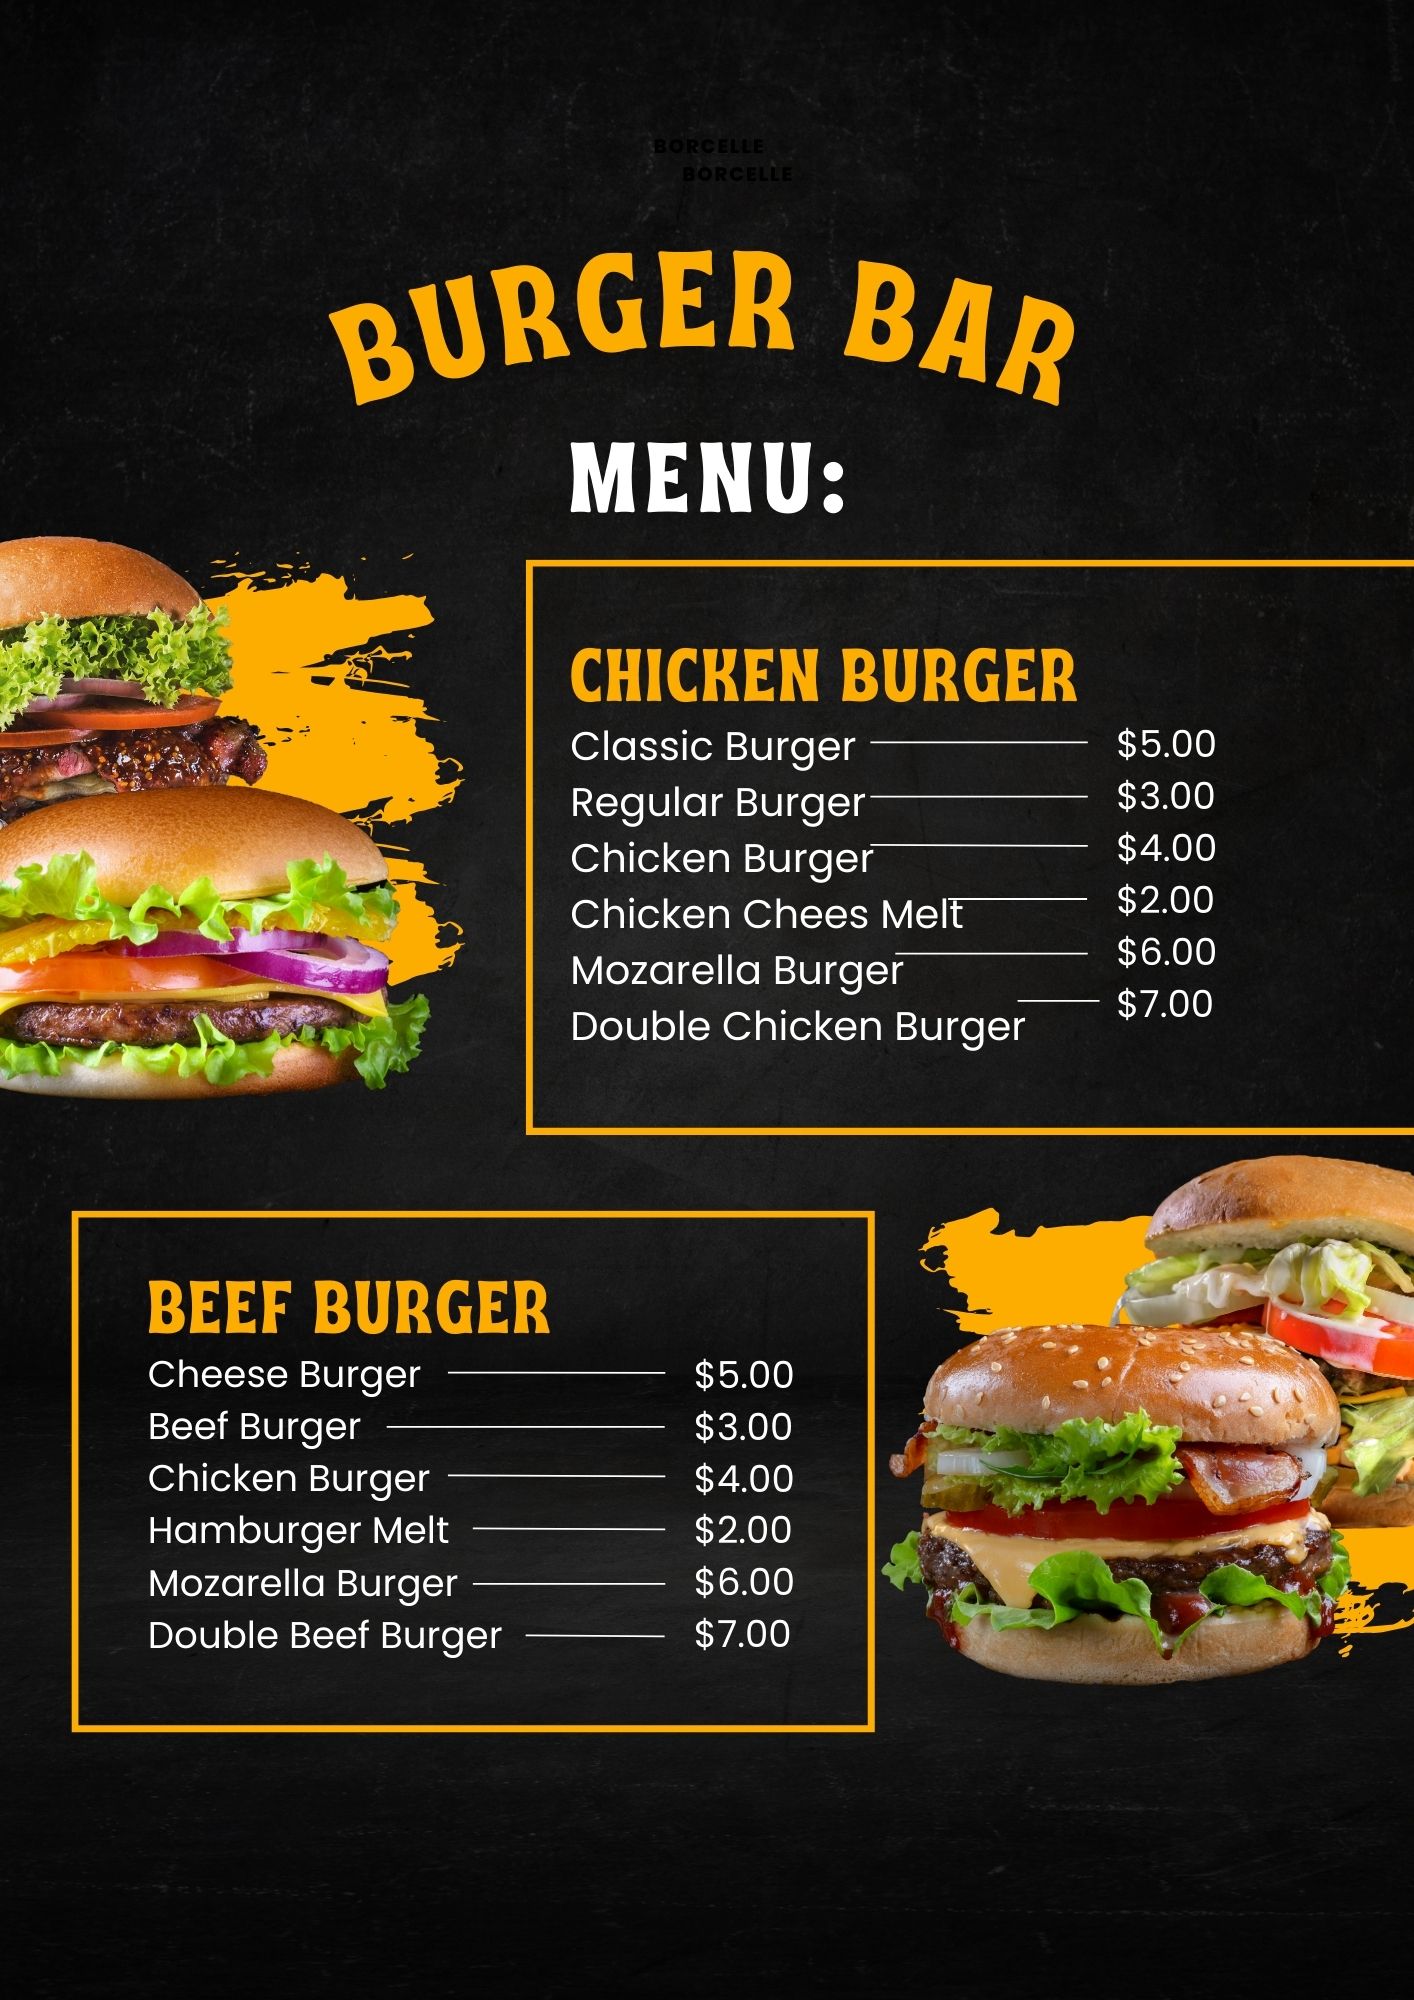 BORCELLE
BORCELLE
BURGER BAR
MENU:
CHICKEN BURGER
Classic Burger $5.00
Regular Burger $3.00
Chicken Burger $4.00
Chicken Chees Melt $2.00
Mozarella Burger $6.00
Double Chicken Burger $7.00
BEEF BURGER
Cheese Burger $5.00
Beef Burger $3.00
Chicken Burger $4.00
Hamburger Melt $2.00
Mozarella Burger $6.00
Double Beef Burger $7.00